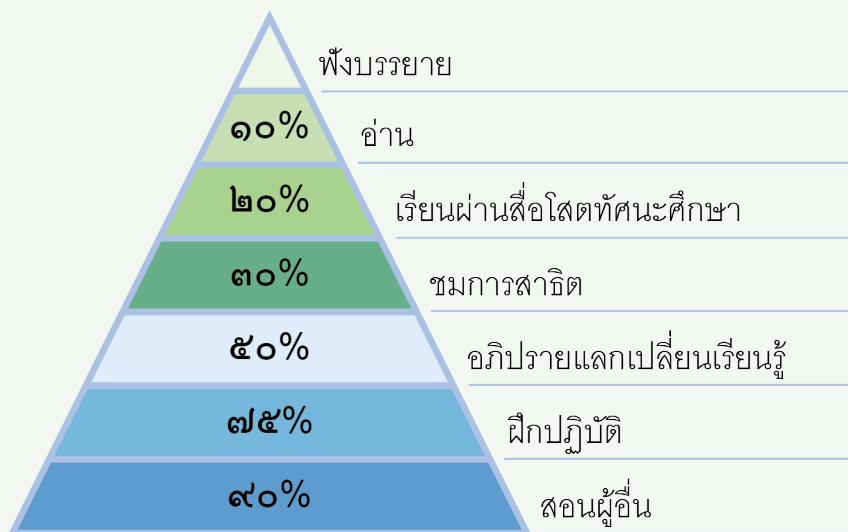 ฟังบรรยาย
๑๐% อ่าน
๒๐% เรียนผ่านสื่อโสตทัศนะศึกษา
๓๐% ชมการสาธิต
๕๐% อภิปรายแลกเปลี่ยนเรียนรู้
๗๕% ฝึกปฏิบัติ
๙๐% สอนผู้อื่น